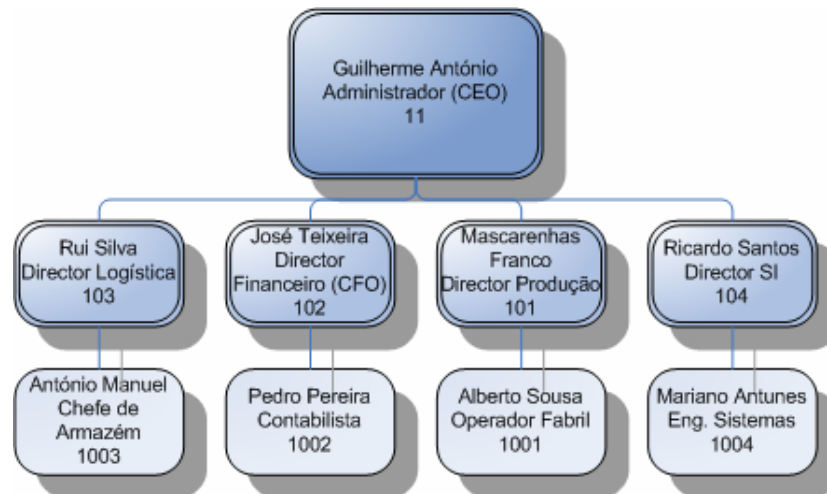 Guilherme António
Administrador (CEO)
11
Rui Silva
Director Logística
103
José Teixeira
Director
Financeiro (CFO)
102
Mascarenhas
Franco
Director Produção
101
Ricardo Santos
Director SI
104
António Manuel
Chefe de
Armazém
1003
Pedro Pereira
Contabilista
1002
Alberto Sousa
Operador Fabril
1001
Mariano Antunes
Eng. Sistemas
1004